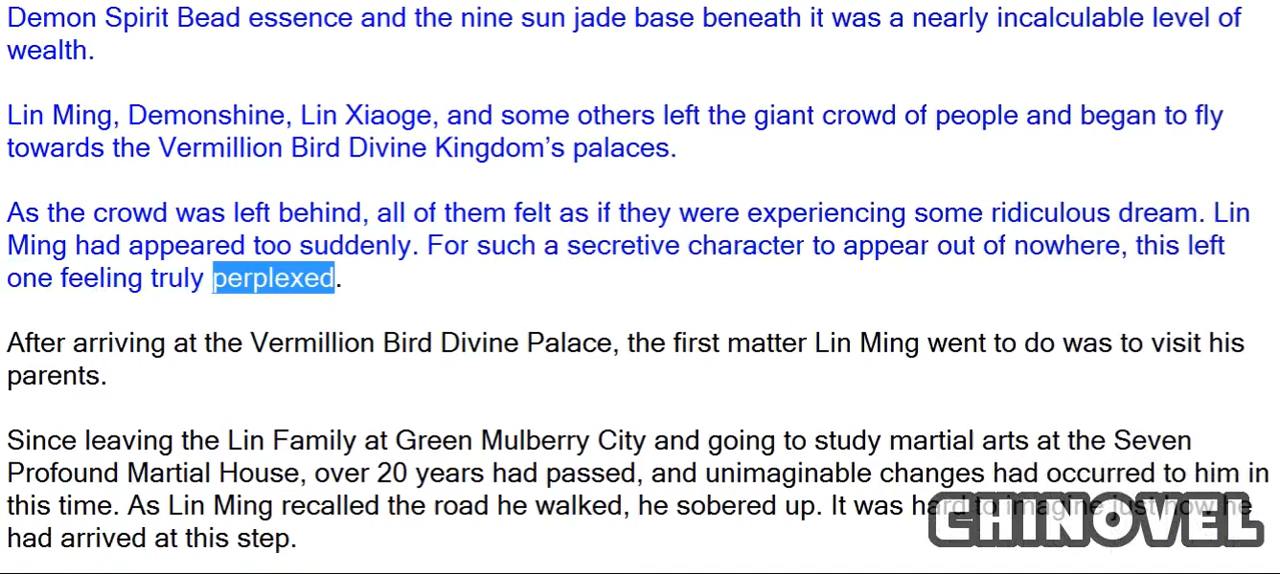 Demon Spirit Bead essence and the nine sun jade base beneath it was a nearly incalculable level of
wealth.
Lin Ming, Demonshine, Lin Xiaoge, and some others left the giant crowd of people and began to fly
towards the Vermillion Bird Divine Kingdom’s palaces.
As the crowd was left behind, all of them felt as if they were experiencing some ridiculous dream. Lin
Ming had appeared too suddenly. For such a secretive character to appear out of nowhere, this left
one feeling truly perplexed.
After arriving at the Vermillion Bird Divine Palace, the first matter Lin Ming went to do was to visit his
parents.
Since leaving the Lin Family at Green Mulberry City and going to study martial arts at the Seven
Profound Martial House, over 20 years had passed, and unimaginable changes had occurred to him in
this time. As Lin Ming recalled the road he walked, he sobered up. It was hard to imagine just how he
had arrived at this step.
CHINOVEL